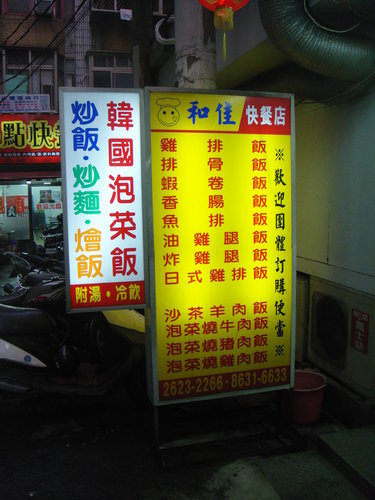 韓國泡菜飯
炒飯·炒麵·燴飯
附湯·冷飲
和佳 快餐店
雞排飯
排骨飯
蝦卷飯
香腸飯
魚排飯
油雞腿飯
炸雞腿飯
日式雞排飯
沙茶羊肉飯
泡菜燒牛肉飯
泡菜燒猪肉飯
泡菜燒雞肉飯
※歡迎團體訂購便當※
2623-2266·8631-6633
點快